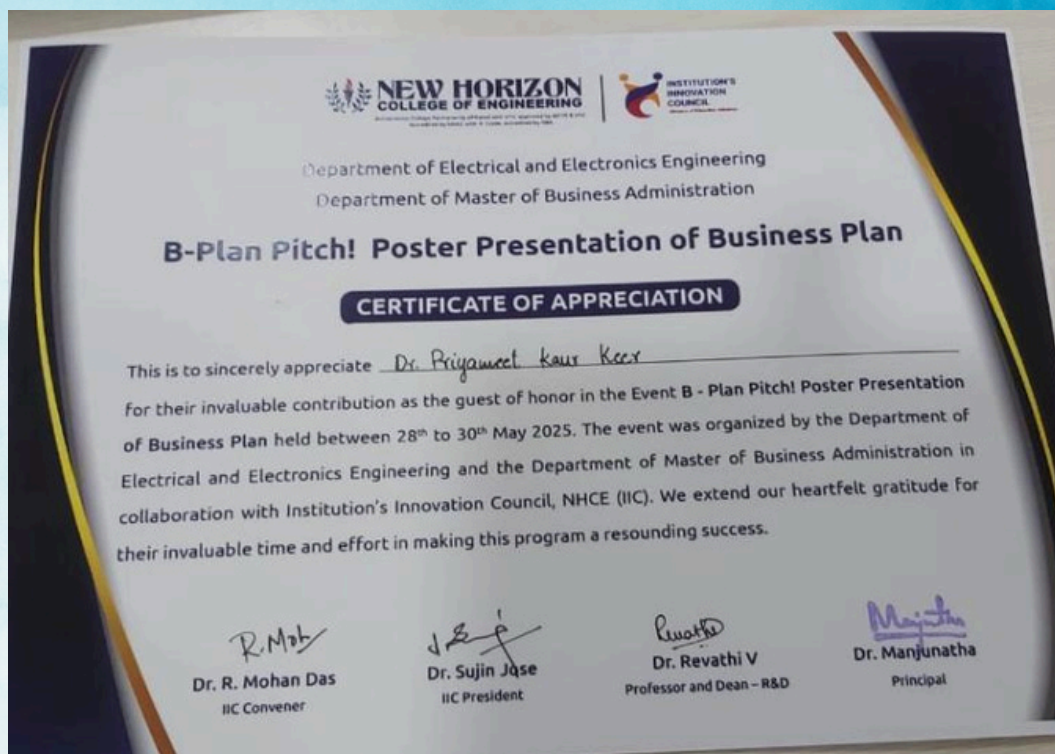 NEW HORIZON
COLLEGE OF ENGINEERING
INSTITUTION'S
INNOVATION
COUNCIL
Department of Electrical and Electronics Engineering
Department of Master of Business Administration
B-Plan Pitch! Poster Presentation of Business Plan
CERTIFICATE OF APPRECIATION
This is to sincerely appreciate Dr. Priyameet Kaur Keer
for their invaluable contribution as the guest of honor in the Event B - Plan Pitch! Poster Presentation
of Business Plan held between 28th to 30th May 2025. The event was organized by the Department of
Electrical and Electronics Engineering and the Department of Master of Business Administration in
collaboration with Institution's Innovation Council, NHCE (IIC). We extend our heartfelt gratitude for
their invaluable time and effort in making this program a resounding success.
Dr. R. Mohan Das
IIC Convener
Dr. Sujin Jose
IIC President
Dr. Revathi V
Professor and Dean – R&D
Dr. Manjunatha
Principal